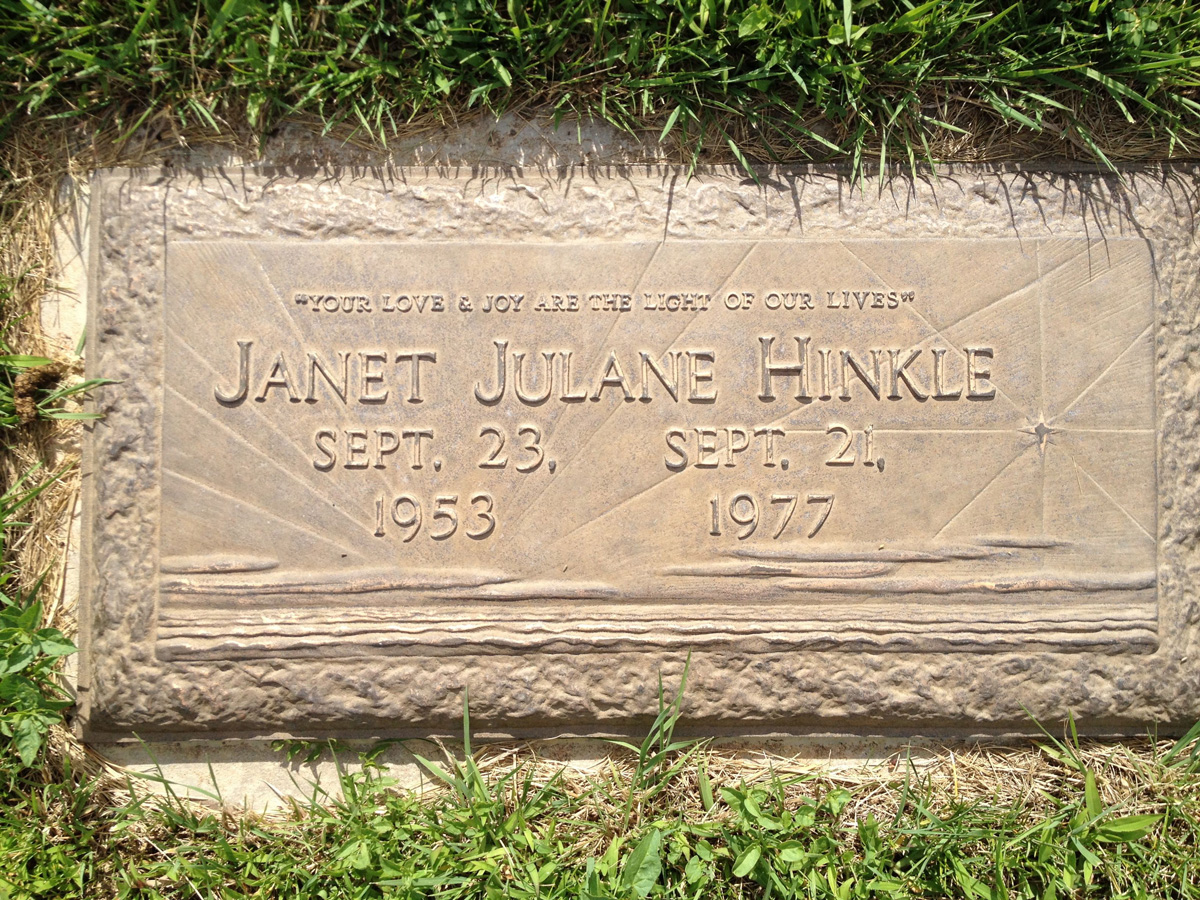 "YOUR LOVE & JOY ARE THE LIGHT OF OUR LIVES"
JANET JULANE HINKLE
SEPT. 23, SEPT. 21,
1953 1977